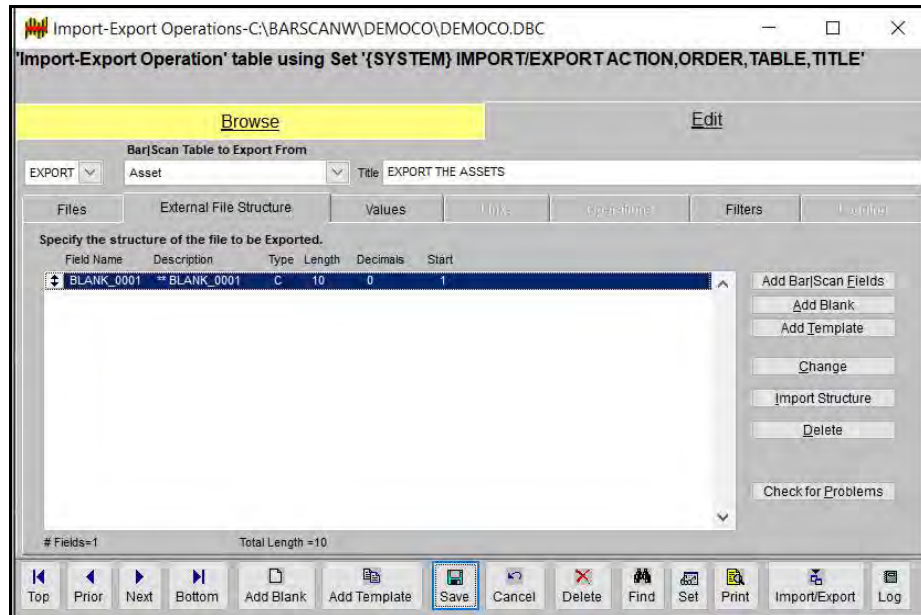 Import-Export Operations-C:\BARSCANW\DEMOCO\DEMOCO.DBC
'Import-Export Operation' table using Set '{SYSTEM} IMPORT/EXPORT ACTION,ORDER,TABLE,TITLE'
Browse Edit
Bar|Scan Table to Export From
EXPORT Asset Title EXPORT THE ASSETS
Files External File Structure Values Links Operations Filters
Specify the structure of the file to be Exported.
Field Name Description Type Length Decimals Start
BLANK_0001 ** BLANK_0001 C 10 0 1
Add Bar|Scan Fields
Add Blank
Add Template
Change
Import Structure
Delete
Check for Problems
# Fields=1 Total Length =10
Top Prior Next Bottom Add Blank Add Template Save Cancel Delete Find Set Print Import/Export Log